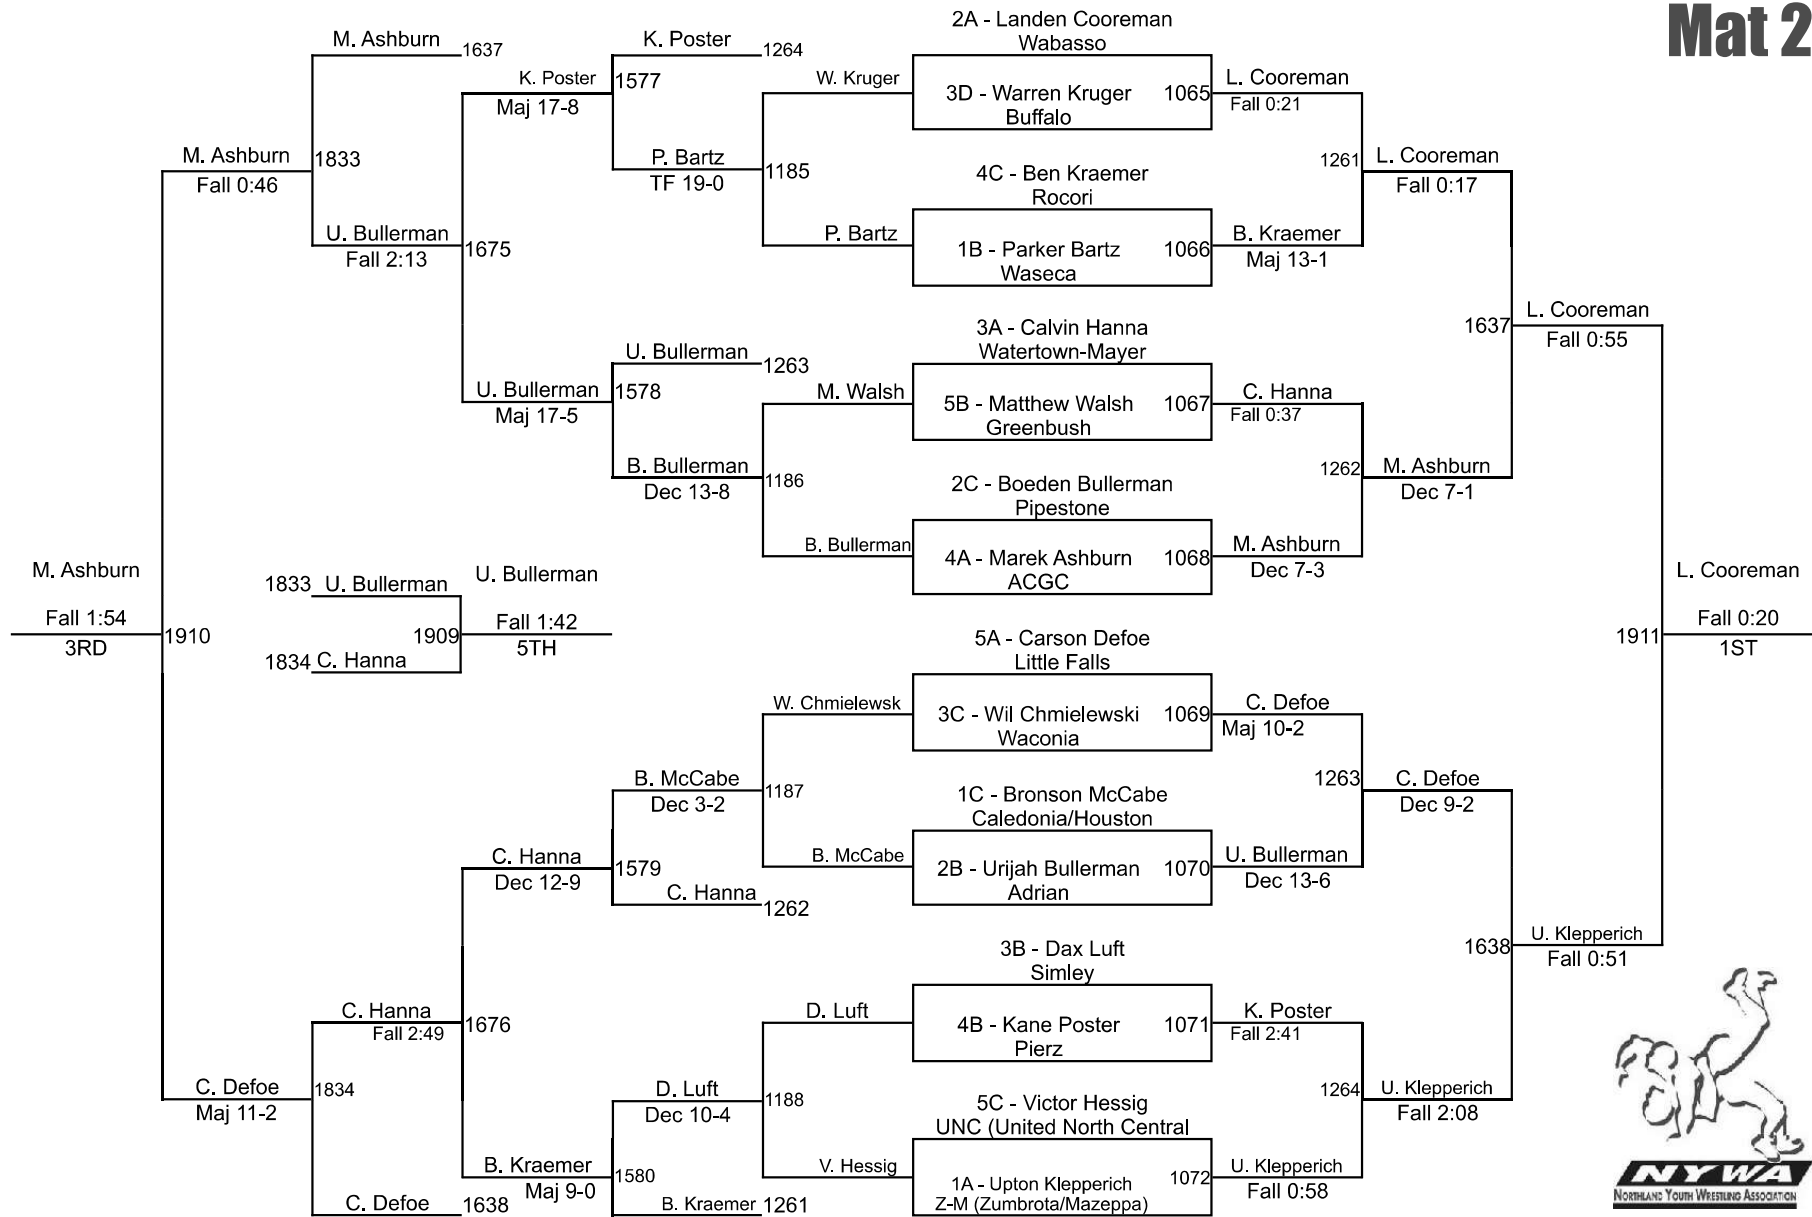 Mat 2
2A - Landen Cooreman
Wabasso
M. Ashburn 1637
K. Poster 1264
K. Poster 1577
W. Kruger
L. Cooreman
Maj 17-8
3D - Warren Kruger 1065
Fall 0:21
Buffalo
M. Ashburn 1833
P. Bartz 1185
4C - Ben Kraemer
1261 L. Cooreman
Fall 0:46
TF 19-0
Rocori
Fall 0:17
U. Bullerman 1675
P. Bartz
1B - Parker Bartz 1066
B. Kraemer
Fall 2:13
Waseca
Maj 13-1
3A - Calvin Hanna
1637 L. Cooreman
Watertown-Mayer
Fall 0:55
U. Bullerman 1263
U. Bullerman 1578
M. Walsh
C. Hanna
Maj 17-5
5B - Matthew Walsh 1067
Fall 0:37
Greenbush
B. Bullerman 1186
2C - Boeden Bullerman
1262 M. Ashburn
Dec 13-8
Pipestone
Dec 7-1
B. Bullerman
4A - Marek Ashburn 1068
M. Ashburn
ACGC
Dec 7-3
M. Ashburn
1833 U. Bullerman
U. Bullerman
L. Cooreman
Fall 1:54
1910
1909
Fall 1:42
1911
Fall 0:20
3RD
5TH
1ST
1834 C. Hanna
5A - Carson Defoe
Little Falls
W. Chmielewsk
3C - Wil Chmielewski 1069
C. Defoe
Waconia
Maj 10-2
B. McCabe 1187
1C - Bronson McCabe
1263 C. Defoe
Dec 3-2
Caledonia/Houston
Dec 9-2
C. Hanna 1579
B. McCabe
2B - Urijah Bullerman 1070
U. Bullerman
Dec 12-9
Adrian
Dec 13-6
C. Hanna 1262
3B - Dax Luft
1638 U. Klepperich
Simley
Fall 0:51
C. Hanna 1676
D. Luft
4B - Kane Poster 1071
K. Poster
Fall 2:49
Pierz
Fall 2:41
C. Defoe 1834
D. Luft 1188
5C - Victor Hessig
1264 U. Klepperich
Maj 11-2
Dec 10-4
UNC (United North Central
Fall 2:08
B. Kraemer 1580
V. Hessig
1A - Upton Klepperich 1072
U. Klepperich
Maj 9-0
Z-M (Zumbrota/Mazeppa)
Fall 0:58
C. Defoe 1638
B. Kraemer 1261
NYWA
NORTHLAND YOUTH WRESTLING ASSOCIATION